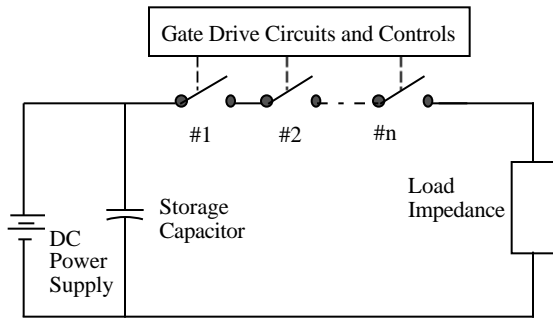 Gate Drive Circuits and Controls
#1
#2
#n
Storage
Capacitor
Load
Impedance
DC
Power
Supply